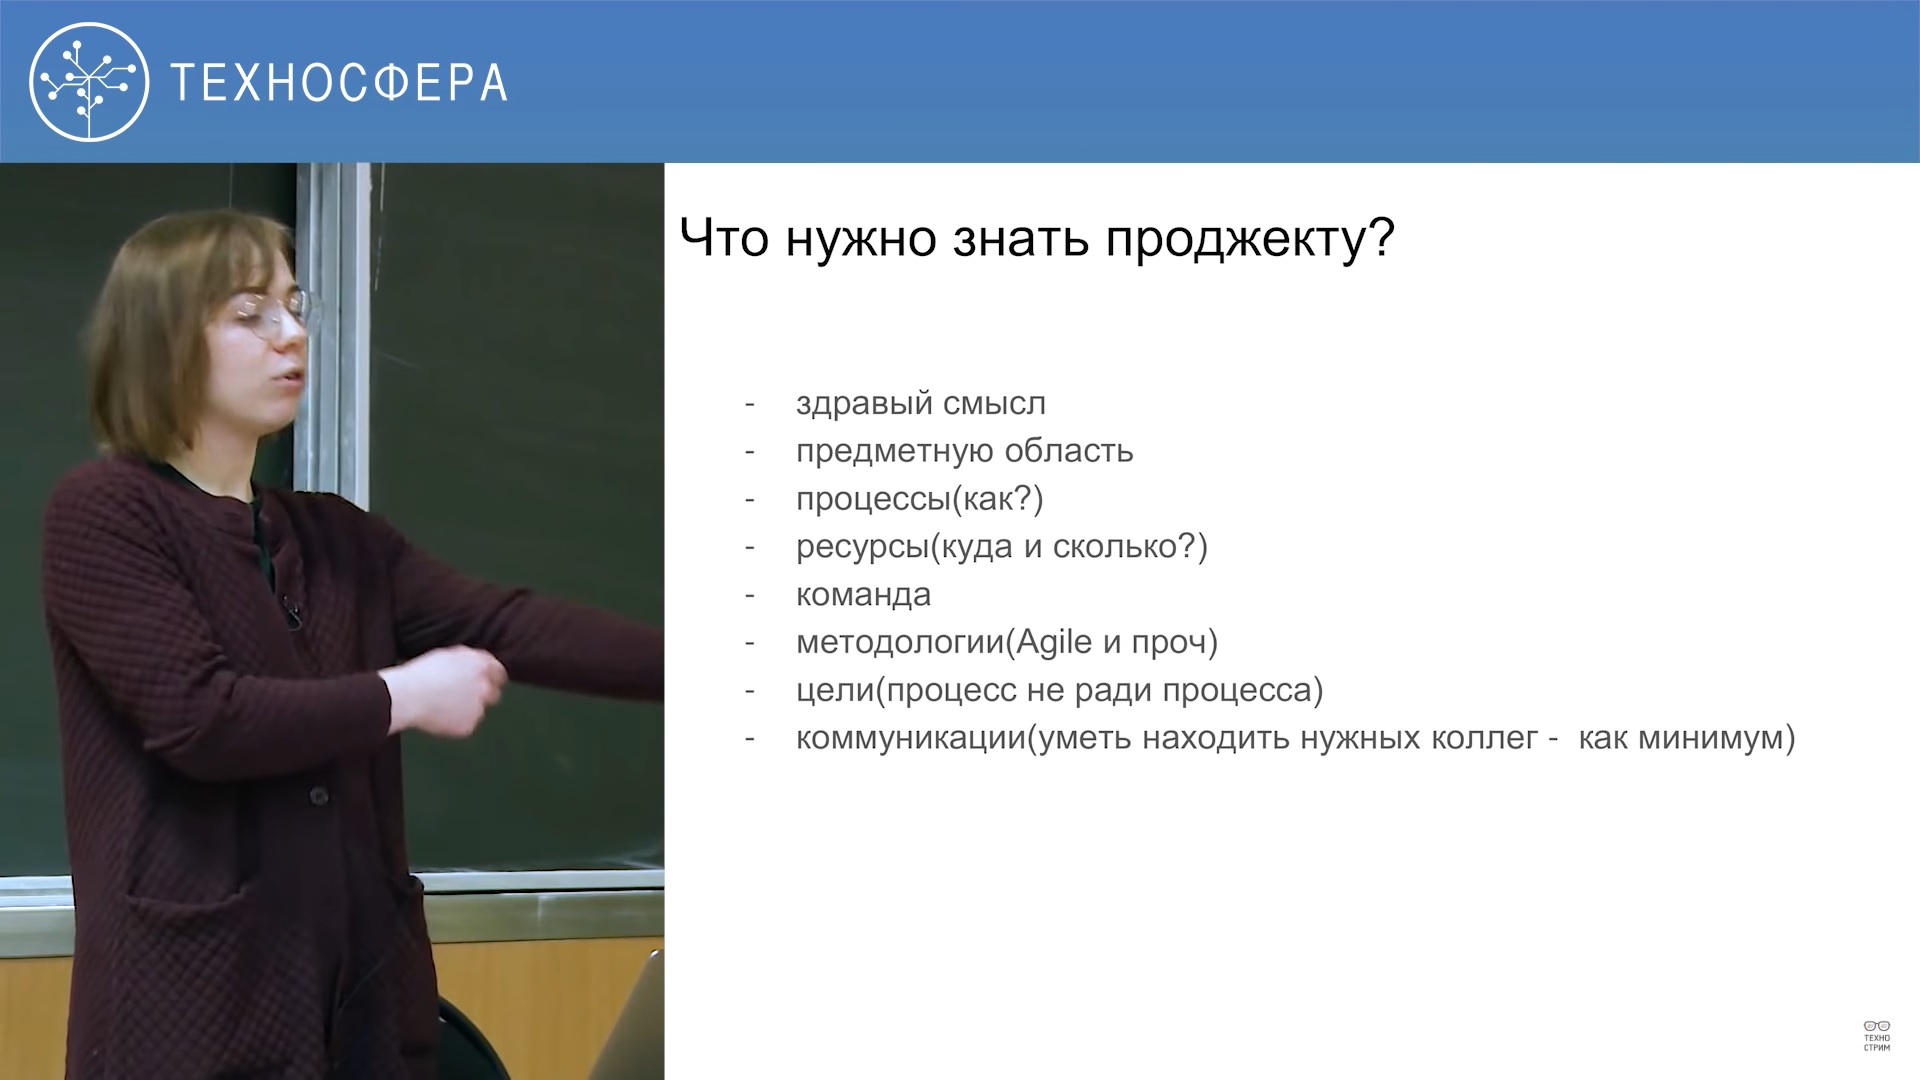 ТЕХНОСФЕРА
Что нужно знать проджекту?
- здравый смысл
- предметную область
- процессы(как?)
- ресурсы(куда и сколько?)
- команда
- методологии(Agile и проч)
- цели(процесс не ради процесса)
- коммуникации(уметь находить нужных коллег - как минимум)
ТЕХНО
СТРИМ